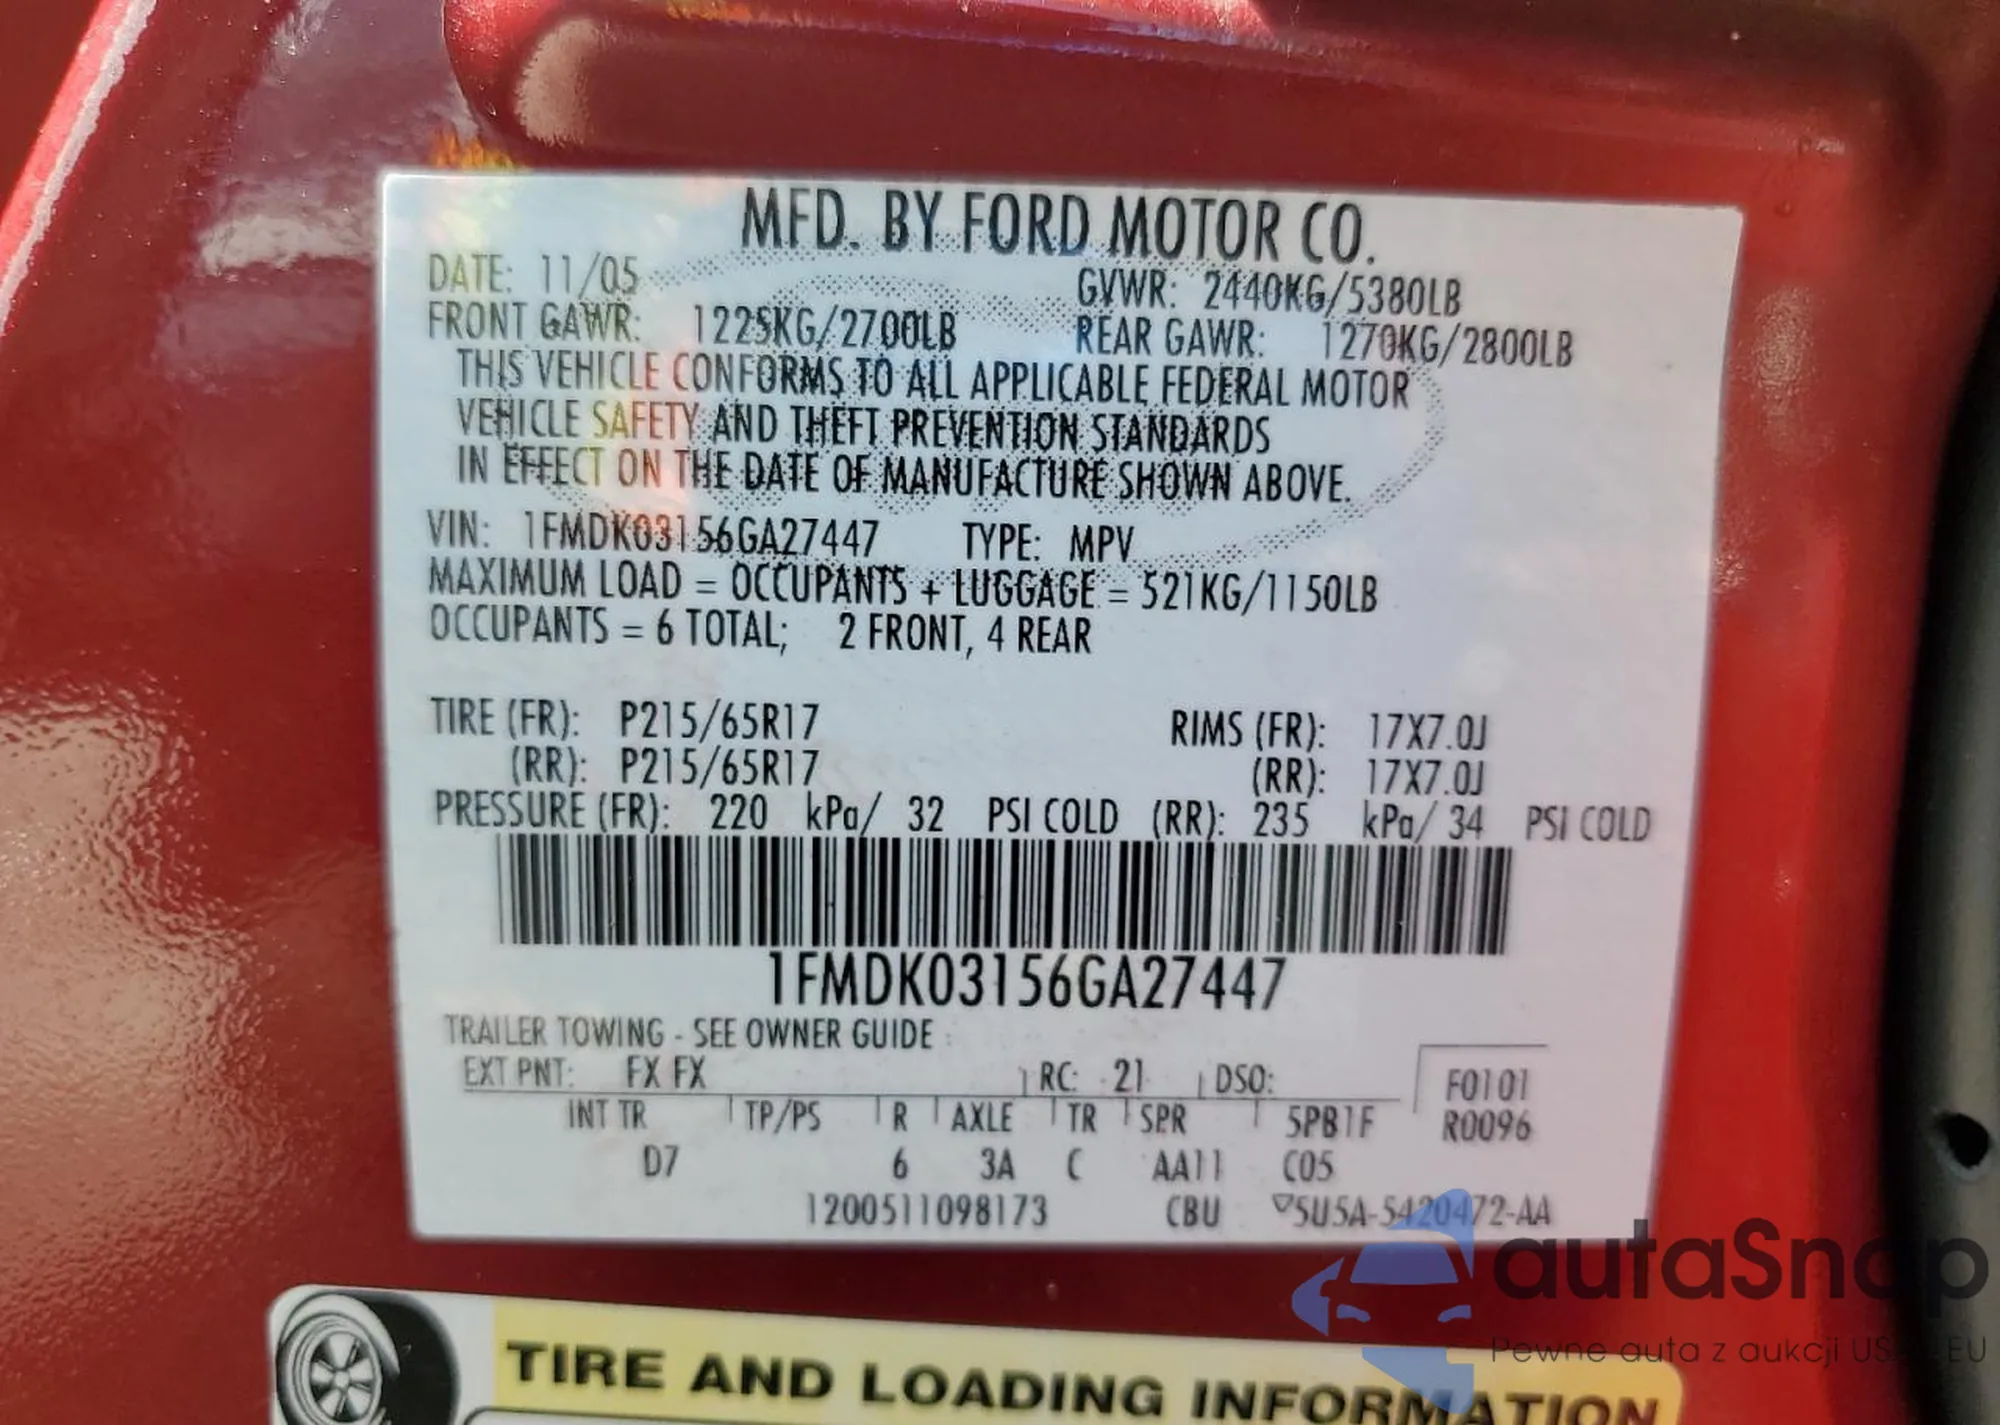 MFD. BY FORD MOTOR CO.
DATE: 11/05 GVWR: 2440KG/5380LB
FRONT GAWR: 1225KG/2700LB REAR GAWR: 1270KG/2800LB
THIS VEHICLE CONFORMS TO ALL APPLICABLE FEDERAL MOTOR
VEHICLE SAFETY AND THEFT PREVENTION STANDARDS
IN EFFECT ON THE DATE OF MANUFACTURE SHOWN ABOVE.
VIN: 1FMDK03156GA27447 TYPE: MPV
MAXIMUM LOAD = OCCUPANTS + LUGGAGE = 521KG/1150LB
OCCUPANTS = 6 TOTAL; 2 FRONT, 4 REAR
TIRE (FR): P215/65R17 RIMS (FR): 17X7.0J
(RR): P215/65R17 (RR): 17X7.0J
PRESSURE (FR): 220 kPa/ 32 PSI COLD (RR): 235 kPa/ 34 PSI COLD
1FMDK03156GA27447
TRAILER TOWING - SEE OWNER GUIDE
EXT PNT: FX FX RC: 21 DSO: F0101
INT TR TP/PS R AXLE TR SPR 5PB1F R0096
D7 6 3A C AA11 C05
1200511098173 CBU ▽5U5A-5420472-AA
autaSnap
Pewne auta z aukcji US EU
TIRE AND LOADING INFORMATION